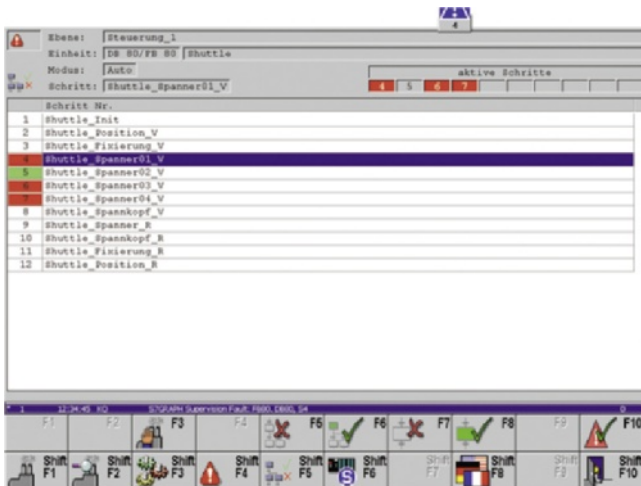 4
Ebene: Steuerung_1
Einheit: DB 80/FB 80 Shuttle
Modus: Auto
aktive Schritte
Schritt: Shuttle_Spanner01_V 4 5 6 7
Schritt Nr.
1 Shuttle_Init
2 Shuttle_Position_V
3 Shuttle_Fixierung_V
4 Shuttle_Spanner01_V
5 Shuttle_Spanner02_V
6 Shuttle_Spanner03_V
7 Shuttle_Spanner04_V
8 Shuttle_Spannkopf_V
9 Shuttle_Spanner_R
10 Shuttle_Spannkopf_R
11 Shuttle_Fixierung_R
12 Shuttle_Position_R
1 12:34:45 KO S7GRAPH Supervision Fault: FB80, DB80, S4 0
F1 F2 F3 F4 F5 F6 F7 F8 F9 F10
Shift Shift Shift Shift Shift Shift Shift Shift Shift Shift
F1 F2 F3 F4 F5 S F6 F7 F8 F9 F10